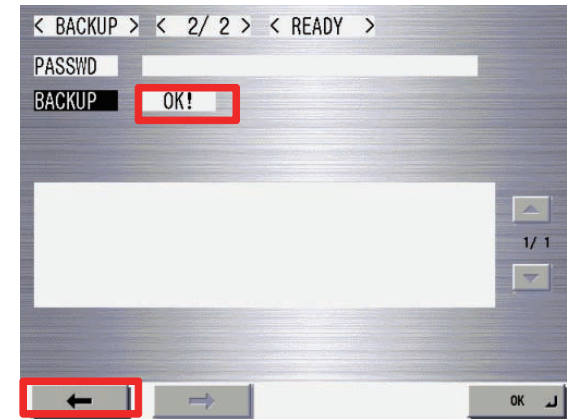 < BACKUP > < 2/ 2 > < READY >
PASSWD
BACKUP OK!
1/ 1
← → OK ↲